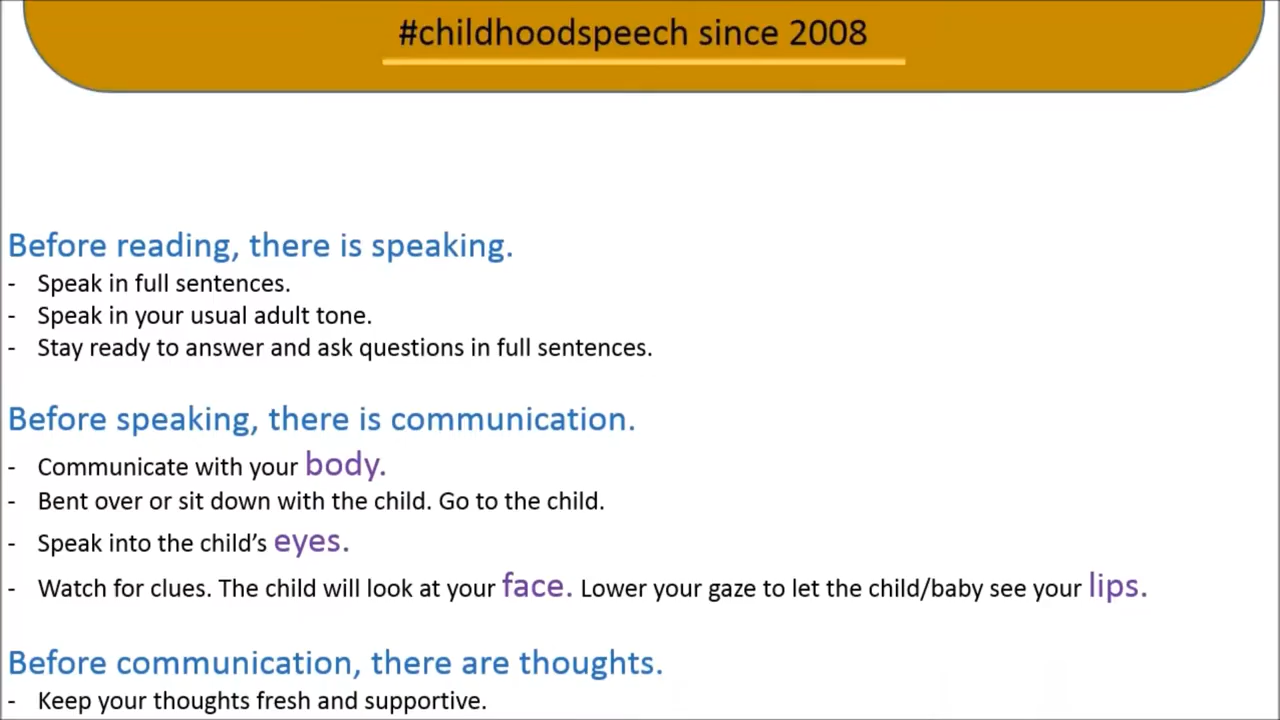 #childhoodspeech since 2008
Before reading, there is speaking.
- Speak in full sentences.
- Speak in your usual adult tone.
- Stay ready to answer and ask questions in full sentences.
Before speaking, there is communication.
- Communicate with your body.
- Bent over or sit down with the child. Go to the child.
- Speak into the child’s eyes.
- Watch for clues. The child will look at your face. Lower your gaze to let the child/baby see your lips.
Before communication, there are thoughts.
- Keep your thoughts fresh and supportive.